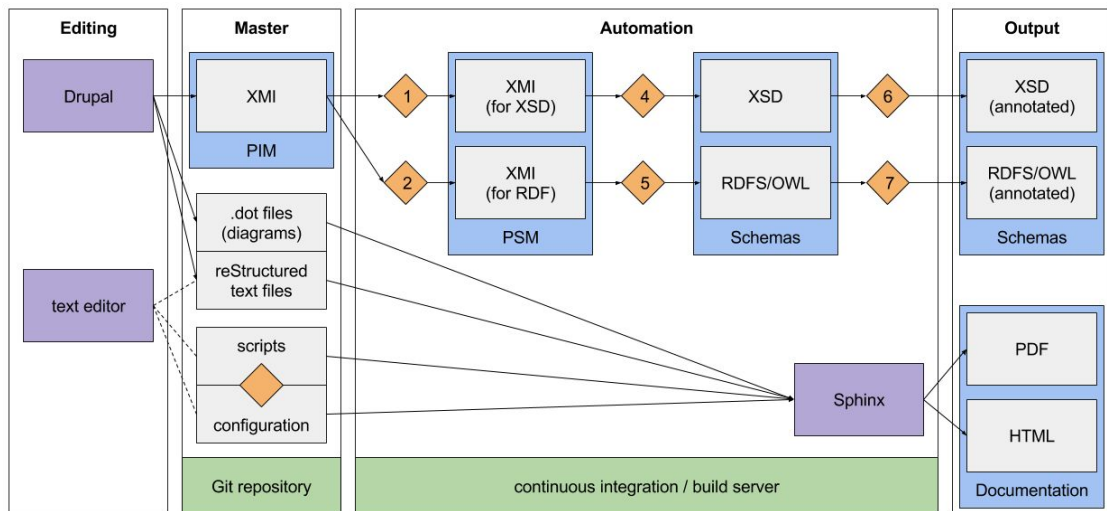 Editing
Master
Automation
Output
Drupal
XMI
PIM
1
XMI
(for XSD)
4
XSD
6
XSD
(annotated)
2
XMI
(for RDF)
5
RDFS/OWL
7
RDFS/OWL
(annotated)
PSM
Schemas
Schemas
.dot files
(diagrams)
reStructured
text files
text editor
scripts
configuration
Sphinx
PDF
HTML
Documentation
Git repository
continuous integration / build server